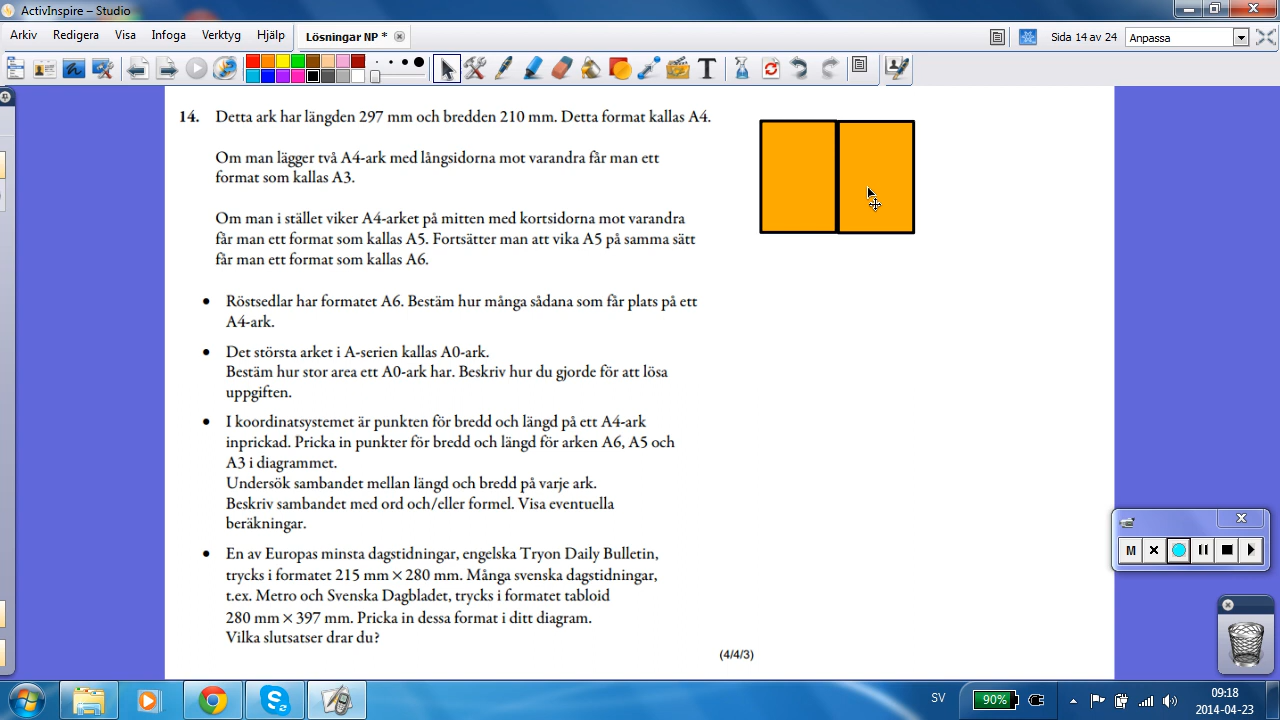 ActivInspire – Studio
Arkiv Redigera Visa Infoga Verktyg Hjälp Lösningar NP * Sida 14 av 24 Anpassa
14. Detta ark har längden 297 mm och bredden 210 mm. Detta format kallas A4.
Om man lägger två A4-ark med långsidorna mot varandra får man ett
format som kallas A3.
Om man i stället viker A4-arket på mitten med kortsidorna mot varandra
får man ett format som kallas A5. Fortsätter man att vika A5 på samma sätt
får man ett format som kallas A6.
• Röstsedlar har formatet A6. Bestäm hur många sådana som får plats på ett
A4-ark.
• Det största arket i A-serien kallas A0-ark.
Bestäm hur stor area ett A0-ark har. Beskriv hur du gjorde för att lösa
uppgiften.
• I koordinatsystemet är punkten för bredd och längd på ett A4-ark
inprickad. Pricka in punkter för bredd och längd för arken A6, A5 och
A3 i diagrammet.
Undersök sambandet mellan längd och bredd på varje ark.
Beskriv sambandet med ord och/eller formel. Visa eventuella
beräkningar.
• En av Europas minsta dagstidningar, engelska Tryon Daily Bulletin,
trycks i formatet 215 mm × 280 mm. Många svenska dagstidningar,
t.ex. Metro och Svenska Dagbladet, trycks i formatet tabloid
280 mm × 397 mm. Pricka in dessa format i ditt diagram.
Vilka slutsatser drar du?
(4/4/3)
M
SV 90% 09:18
2014-04-23